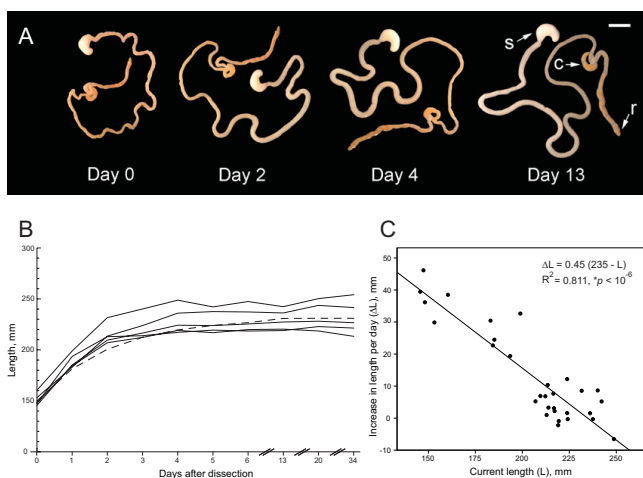 A
s
c
r
Day 0 Day 2 Day 4 Day 13
B
300
250
200
150
100
50
0
Length, mm
0 1 2 3 4 5 6 13 20 34
Days after dissection
C
ΔL = 0.45 (235 - L)
R² = 0.811, *p < 10⁻⁶
50
40
30
20
10
0
-10
Increase in length per day (ΔL), mm
150 175 200 225 250
Current length (L), mm